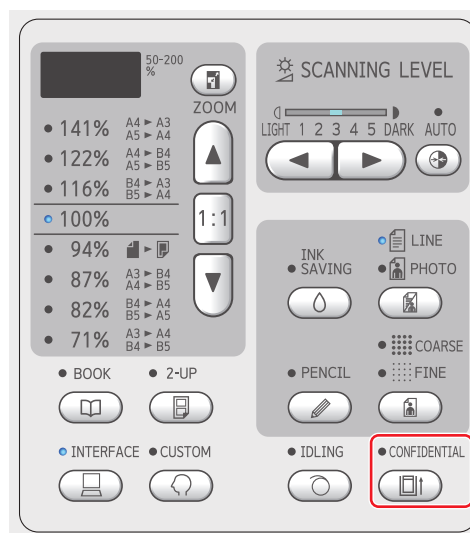 50-200
%
ZOOM
141% A4 ► A3
A5 ► A4
122% A4 ► B4
A5 ► B5
116% B4 ► A3
B5 ► A4
100%
1:1
94%
87% A3 ► B4
A4 ► B5
82% B4 ► A4
B5 ► A5
71% A3 ► A4
B4 ► B5
BOOK
2-UP
INTERFACE
CUSTOM
SCANNING LEVEL
LIGHT 1 2 3 4 5 DARK AUTO
INK
SAVING
LINE
PHOTO
COARSE
PENCIL
FINE
IDLING
CONFIDENTIAL